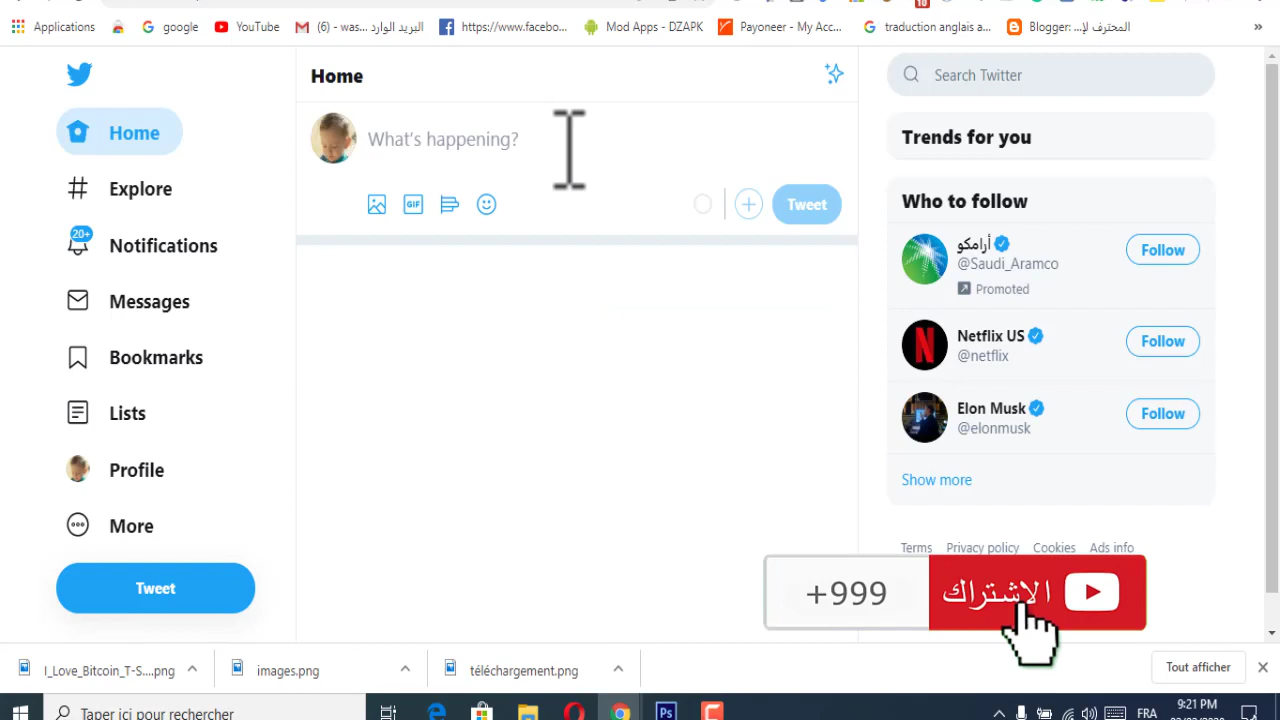 10
Applications
google
YouTube
البريد الوارد (6) - was...
https://www.facebo...
Mod Apps - DZAPK
Payoneer - My Acc...
traduction anglais a...
Blogger: المحترف لإ...
»
Home
Explore
20+
Notifications
Messages
Bookmarks
Lists
Profile
More
Tweet
Home
What's happening?
GIF
Tweet
Search Twitter
Trends for you
Who to follow
أرامكو
@Saudi_Aramco
Promoted
Follow
Netflix US
@netflix
Follow
Elon Musk
@elonmusk
Follow
Show more
Terms Privacy policy Cookies Ads info
+999
الاشتراك
I_Love_Bitcoin_T-S....png
images.png
téléchargement.png
Tout afficher
Taper ici pour rechercher
Ps
FRA
9:21 PM